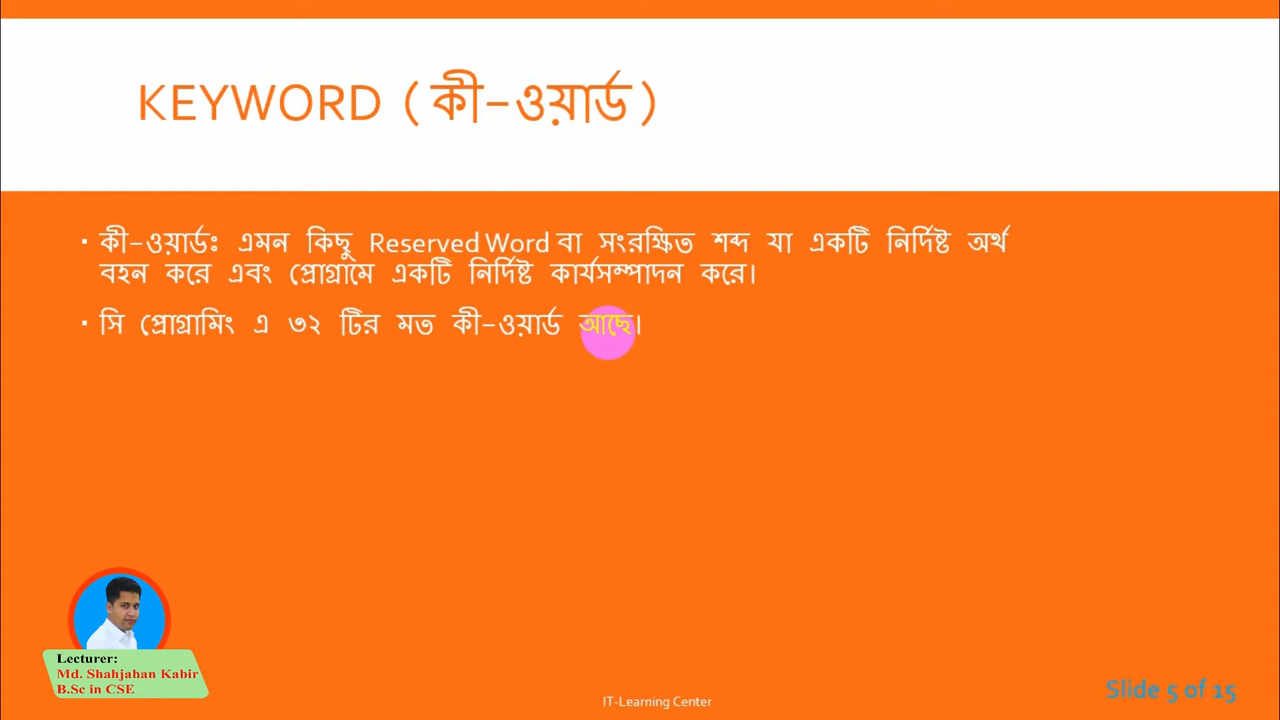 KEYWORD (কী-ওয়ার্ড)
▪ কী-ওয়ার্ডঃ এমন কিছু Reserved Word বা সংরক্ষিত শব্দ যা একটি নির্দিষ্ট অর্থ
বহন করে এবং প্রোগ্রামে একটি নির্দিষ্ট কার্যসম্পাদন করে।
▪ সি প্রোগ্রামিং এ ৩২ টির মত কী-ওয়ার্ড আছে।
Lecturer:
Md. Shahjahan Kabir
B.Sc in CSE
IT-Learning Center
Slide 5 of 15